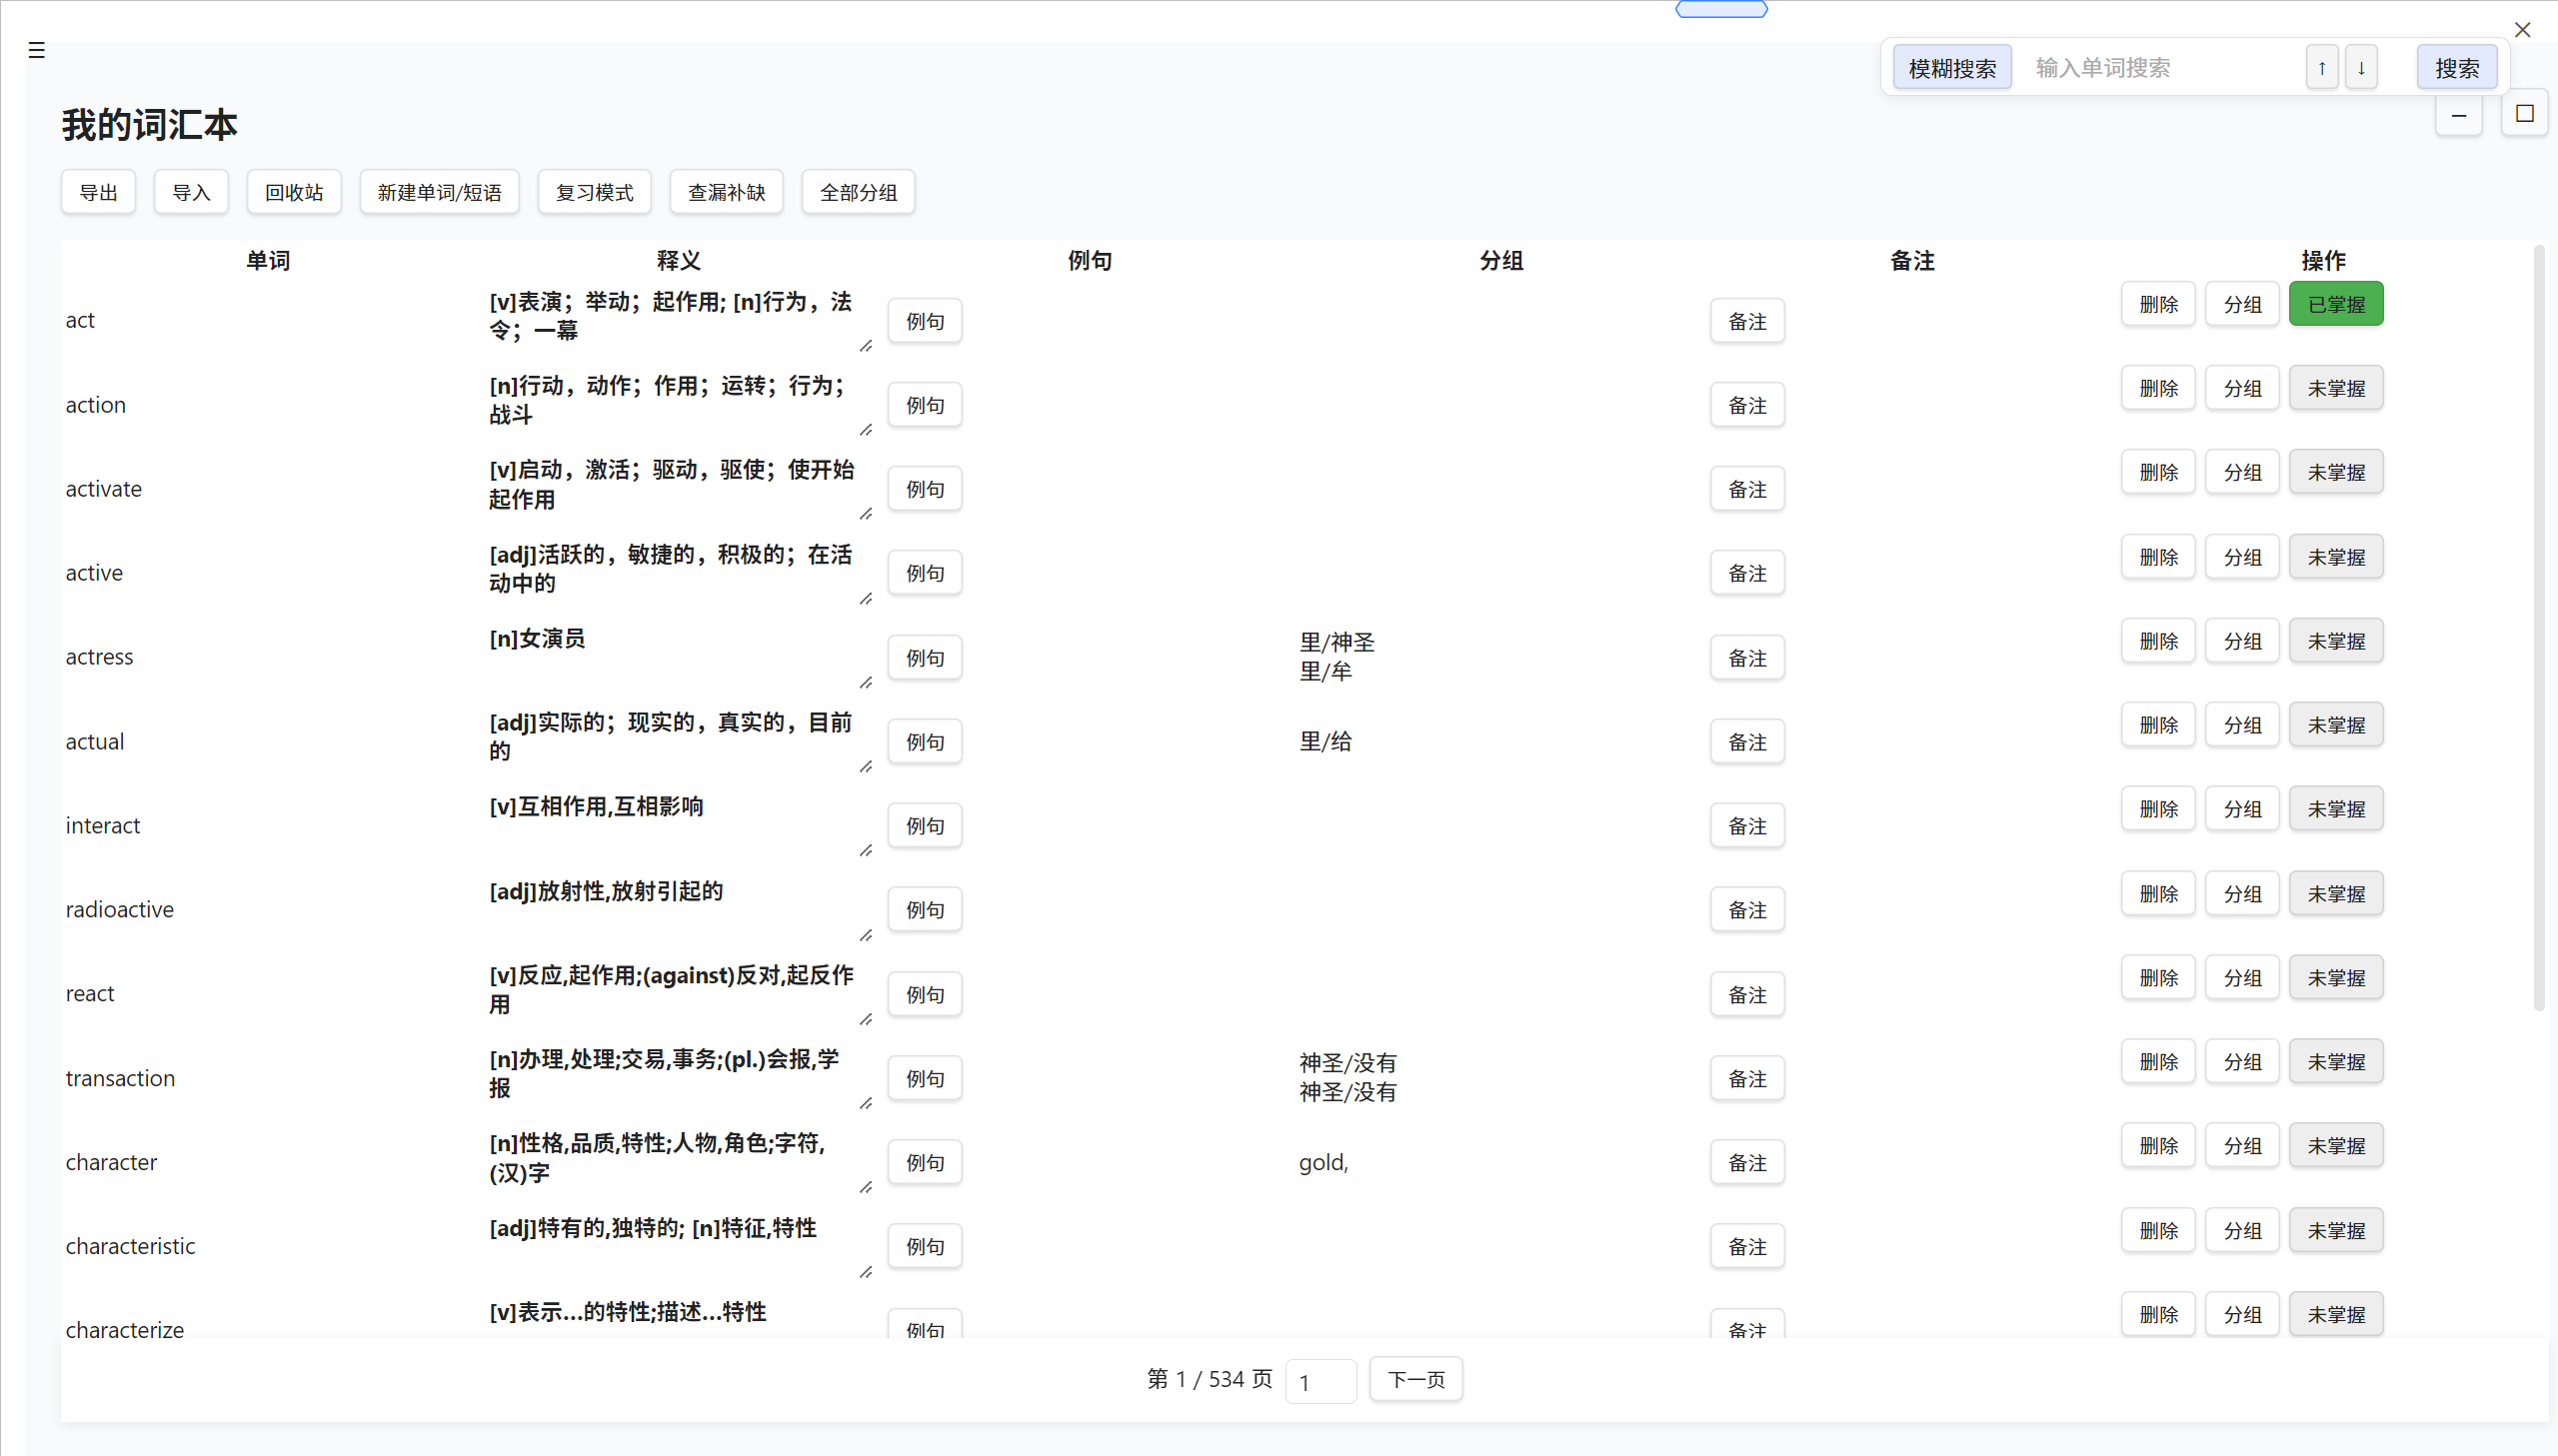 ☰
×
模糊搜索 输入单词搜索 ↑ ↓ 搜索
我的词汇本
− □
导出 导入 回收站 新建单词/短语 复习模式 查漏补缺 全部分组
单词 释义 例句 分组 备注 操作
act [v]表演；举动；起作用; [n]行为，法 例句 备注 删除 分组 已掌握
令；一幕
action [n]行动，动作；作用；运转；行为； 例句 备注 删除 分组 未掌握
战斗
activate [v]启动，激活；驱动，驱使；使开始 例句 备注 删除 分组 未掌握
起作用
active [adj]活跃的，敏捷的，积极的；在活 例句 备注 删除 分组 未掌握
动中的
actress [n]女演员 例句 里/神圣 备注 删除 分组 未掌握
里/牟
actual [adj]实际的；现实的，真实的，目前 例句 里/给 备注 删除 分组 未掌握
的
interact [v]互相作用,互相影响 例句 备注 删除 分组 未掌握
radioactive [adj]放射性,放射引起的 例句 备注 删除 分组 未掌握
react [v]反应,起作用;(against)反对,起反作 例句 备注 删除 分组 未掌握
用
transaction [n]办理,处理;交易,事务;(pl.)会报,学 例句 神圣/没有 备注 删除 分组 未掌握
报 神圣/没有
character [n]性格,品质,特性;人物,角色;字符, 例句 gold, 备注 删除 分组 未掌握
(汉)字
characteristic [adj]特有的,独特的; [n]特征,特性 例句 备注 删除 分组 未掌握
characterize [v]表示...的特性;描述...特性 例句 备注 删除 分组 未掌握
第 1 / 534 页 1 下一页